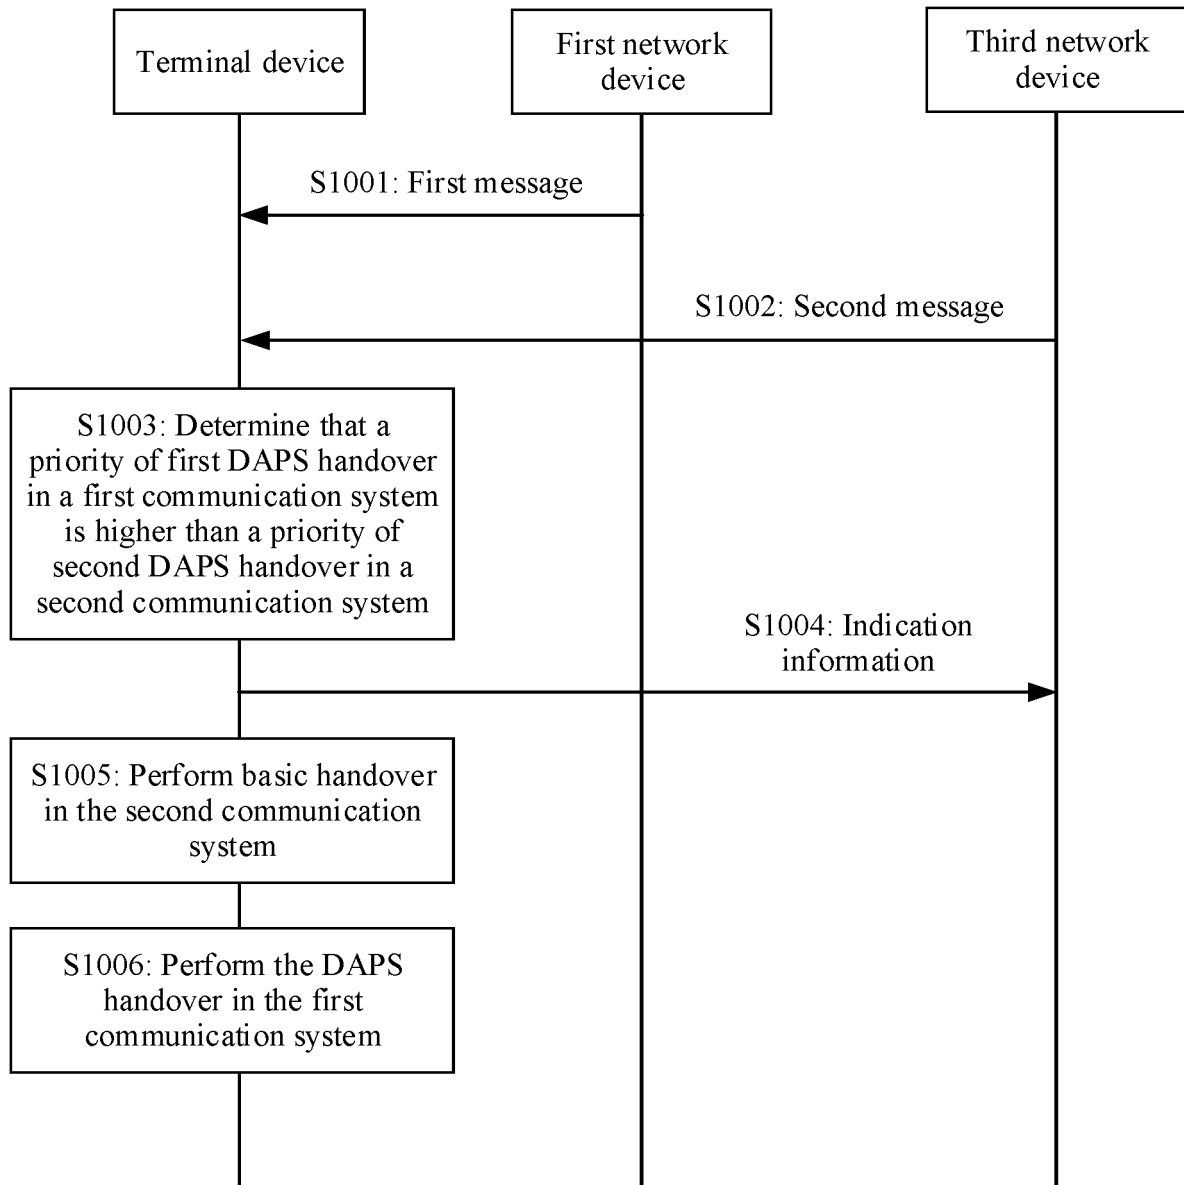 Terminal device
First network
device
Third network
device
S1001: First message
S1002: Second message
S1003: Determine that a
priority of first DAPS handover
in a first communication system
is higher than a priority of
second DAPS handover in a
second communication system
S1004: Indication
information
S1005: Perform basic handover
in the second communication
system
S1006: Perform the DAPS
handover in the first
communication system